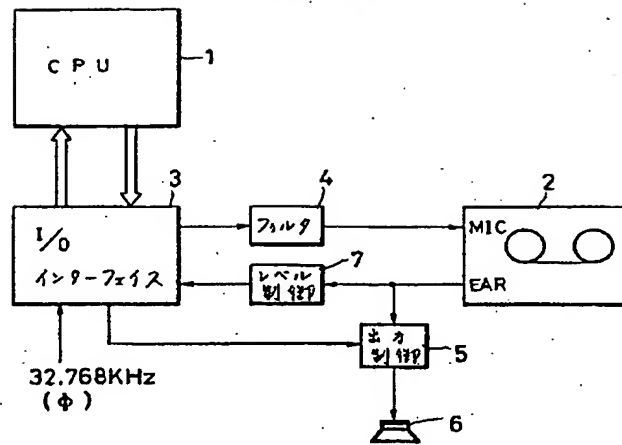 CPU
1
3
4
2
I/O
インターフェイス
フィルタ
MIC
7
レベル
制御
EAR
出力
制御
5
32.768KHz
(φ)
6